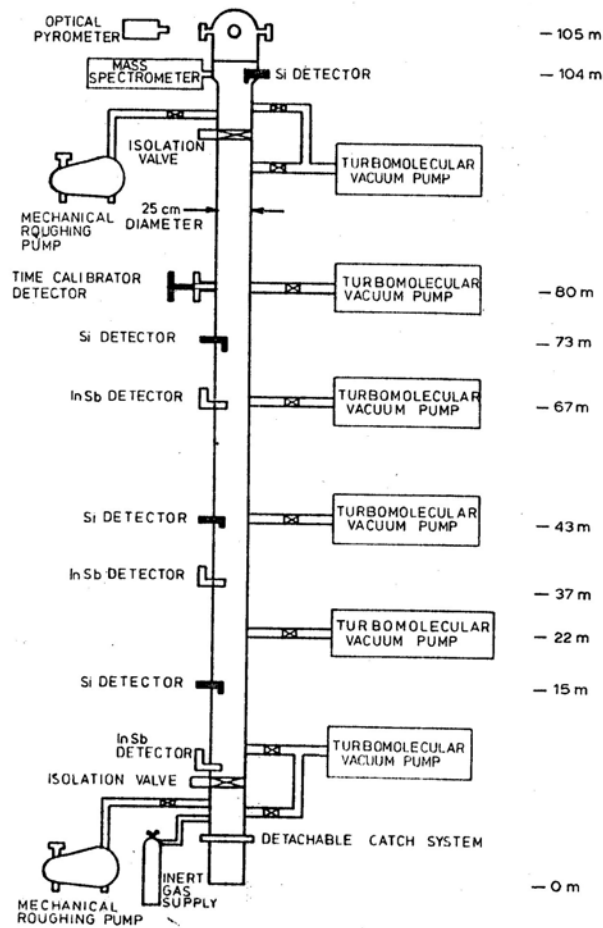 OPTICAL
PYROMETER
— 105 m
MASS
SPECTROMETER
Si DETECTOR
— 104 m
ISOLATION
VALVE
TURBOMOLECULAR
VACUUM PUMP
MECHANICAL
ROUGHING
PUMP
25 cm
DIAMETER
TIME CALIBRATOR
DETECTOR
TURBOMOLECULAR
VACUUM PUMP
— 80 m
Si DETECTOR
— 73 m
InSb DETECTOR
TURBOMOLECULAR
VACUUM PUMP
— 67 m
Si DETECTOR
TURBOMOLECULAR
VACUUM PUMP
— 43 m
InSb DETECTOR
— 37 m
TURBOMOLECULAR
VACUUM PUMP
— 22 m
Si DETECTOR
— 15 m
InSb
DETECTOR
TURBOMOLECULAR
VACUUM PUMP
ISOLATION VALVE
DETACHABLE CATCH SYSTEM
INERT
GAS
SUPPLY
MECHANICAL
ROUGHING PUMP
— 0 m